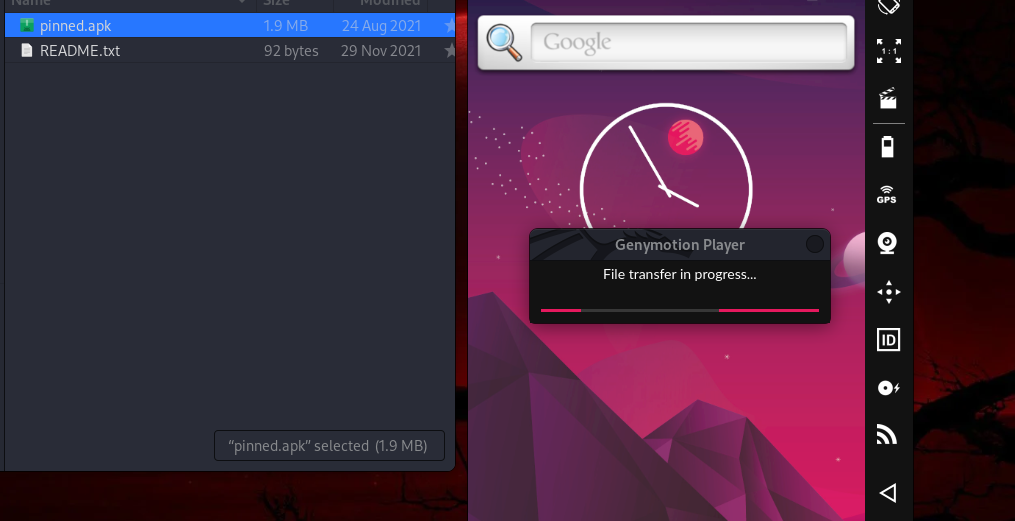 Name Size Modified
pinned.apk 1.9 MB 24 Aug 2021
README.txt 92 bytes 29 Nov 2021
“pinned.apk” selected (1.9 MB)
Google
Genymotion Player
File transfer in progress...
1 : 1
GPS
ID